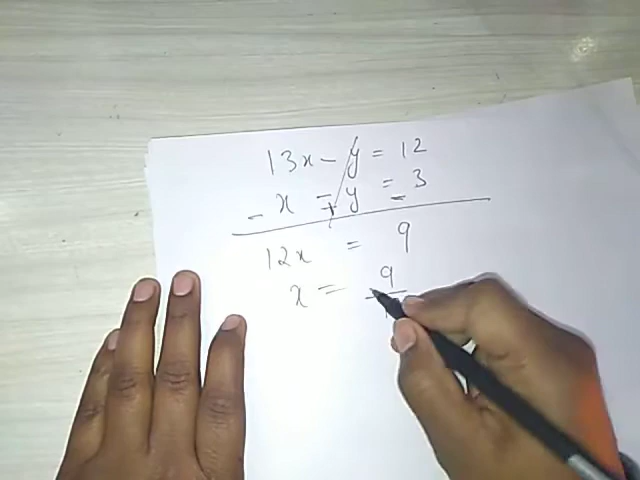 13x - y = 12
- x - + y = - 3
12x = 9
x = 9